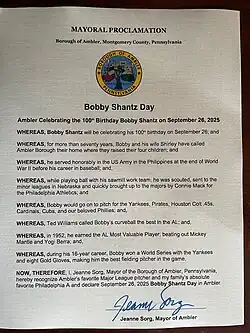 MAYORAL PROCLAMATION
Borough of Ambler, Montgomery County, Pennsylvania
Bobby Shantz Day
Ambler Celebrating the 100th Birthday Bobby Shantz on September 26, 2025
WHEREAS, Bobby Shantz will be celebrating his 100th birthday on September 26; and
WHEREAS, for more than seventy years, Bobby and his wife Shirley have called
Ambler Borough their home where they raised their four children; and
WHEREAS, he served honorably in the US Army in the Philippines at the end of World
War II before his career in baseball; and
WHEREAS, while playing ball with his sawmill work team; he was scouted, sent to the
minor leagues in Nebraska and quickly brought up to the majors by Connie Mack for
the Philadelphia Athletics; and
WHEREAS, Bobby would go on to pitch for the Yankees, Pirates, Houston Colt .45s,
Cardinals, Cubs, and our beloved Phillies; and
WHEREAS, Ted Williams called Bobby's curveball the best in the AL; and
WHEREAS, in 1952, he earned the AL Most Valuable Player; beating out Mickey
Mantle and Yogi Berra; and
WHEREAS, during his 16-year career, Bobby won a World Series with the Yankees
and eight Gold Gloves, making him the best fielding pitcher in the game.
NOW, THEREFORE, I, Jeanne Sorg, Mayor of the Borough of Ambler, Pennsylvania,
hereby recognize Ambler's favorite Major League pitcher and my family's absolute
favorite Philadelphia A and declare September 26, 2025 Bobby Shantz Day in Ambler.
Jeanne Sorg
Jeanne Sorg, Mayor of Ambler